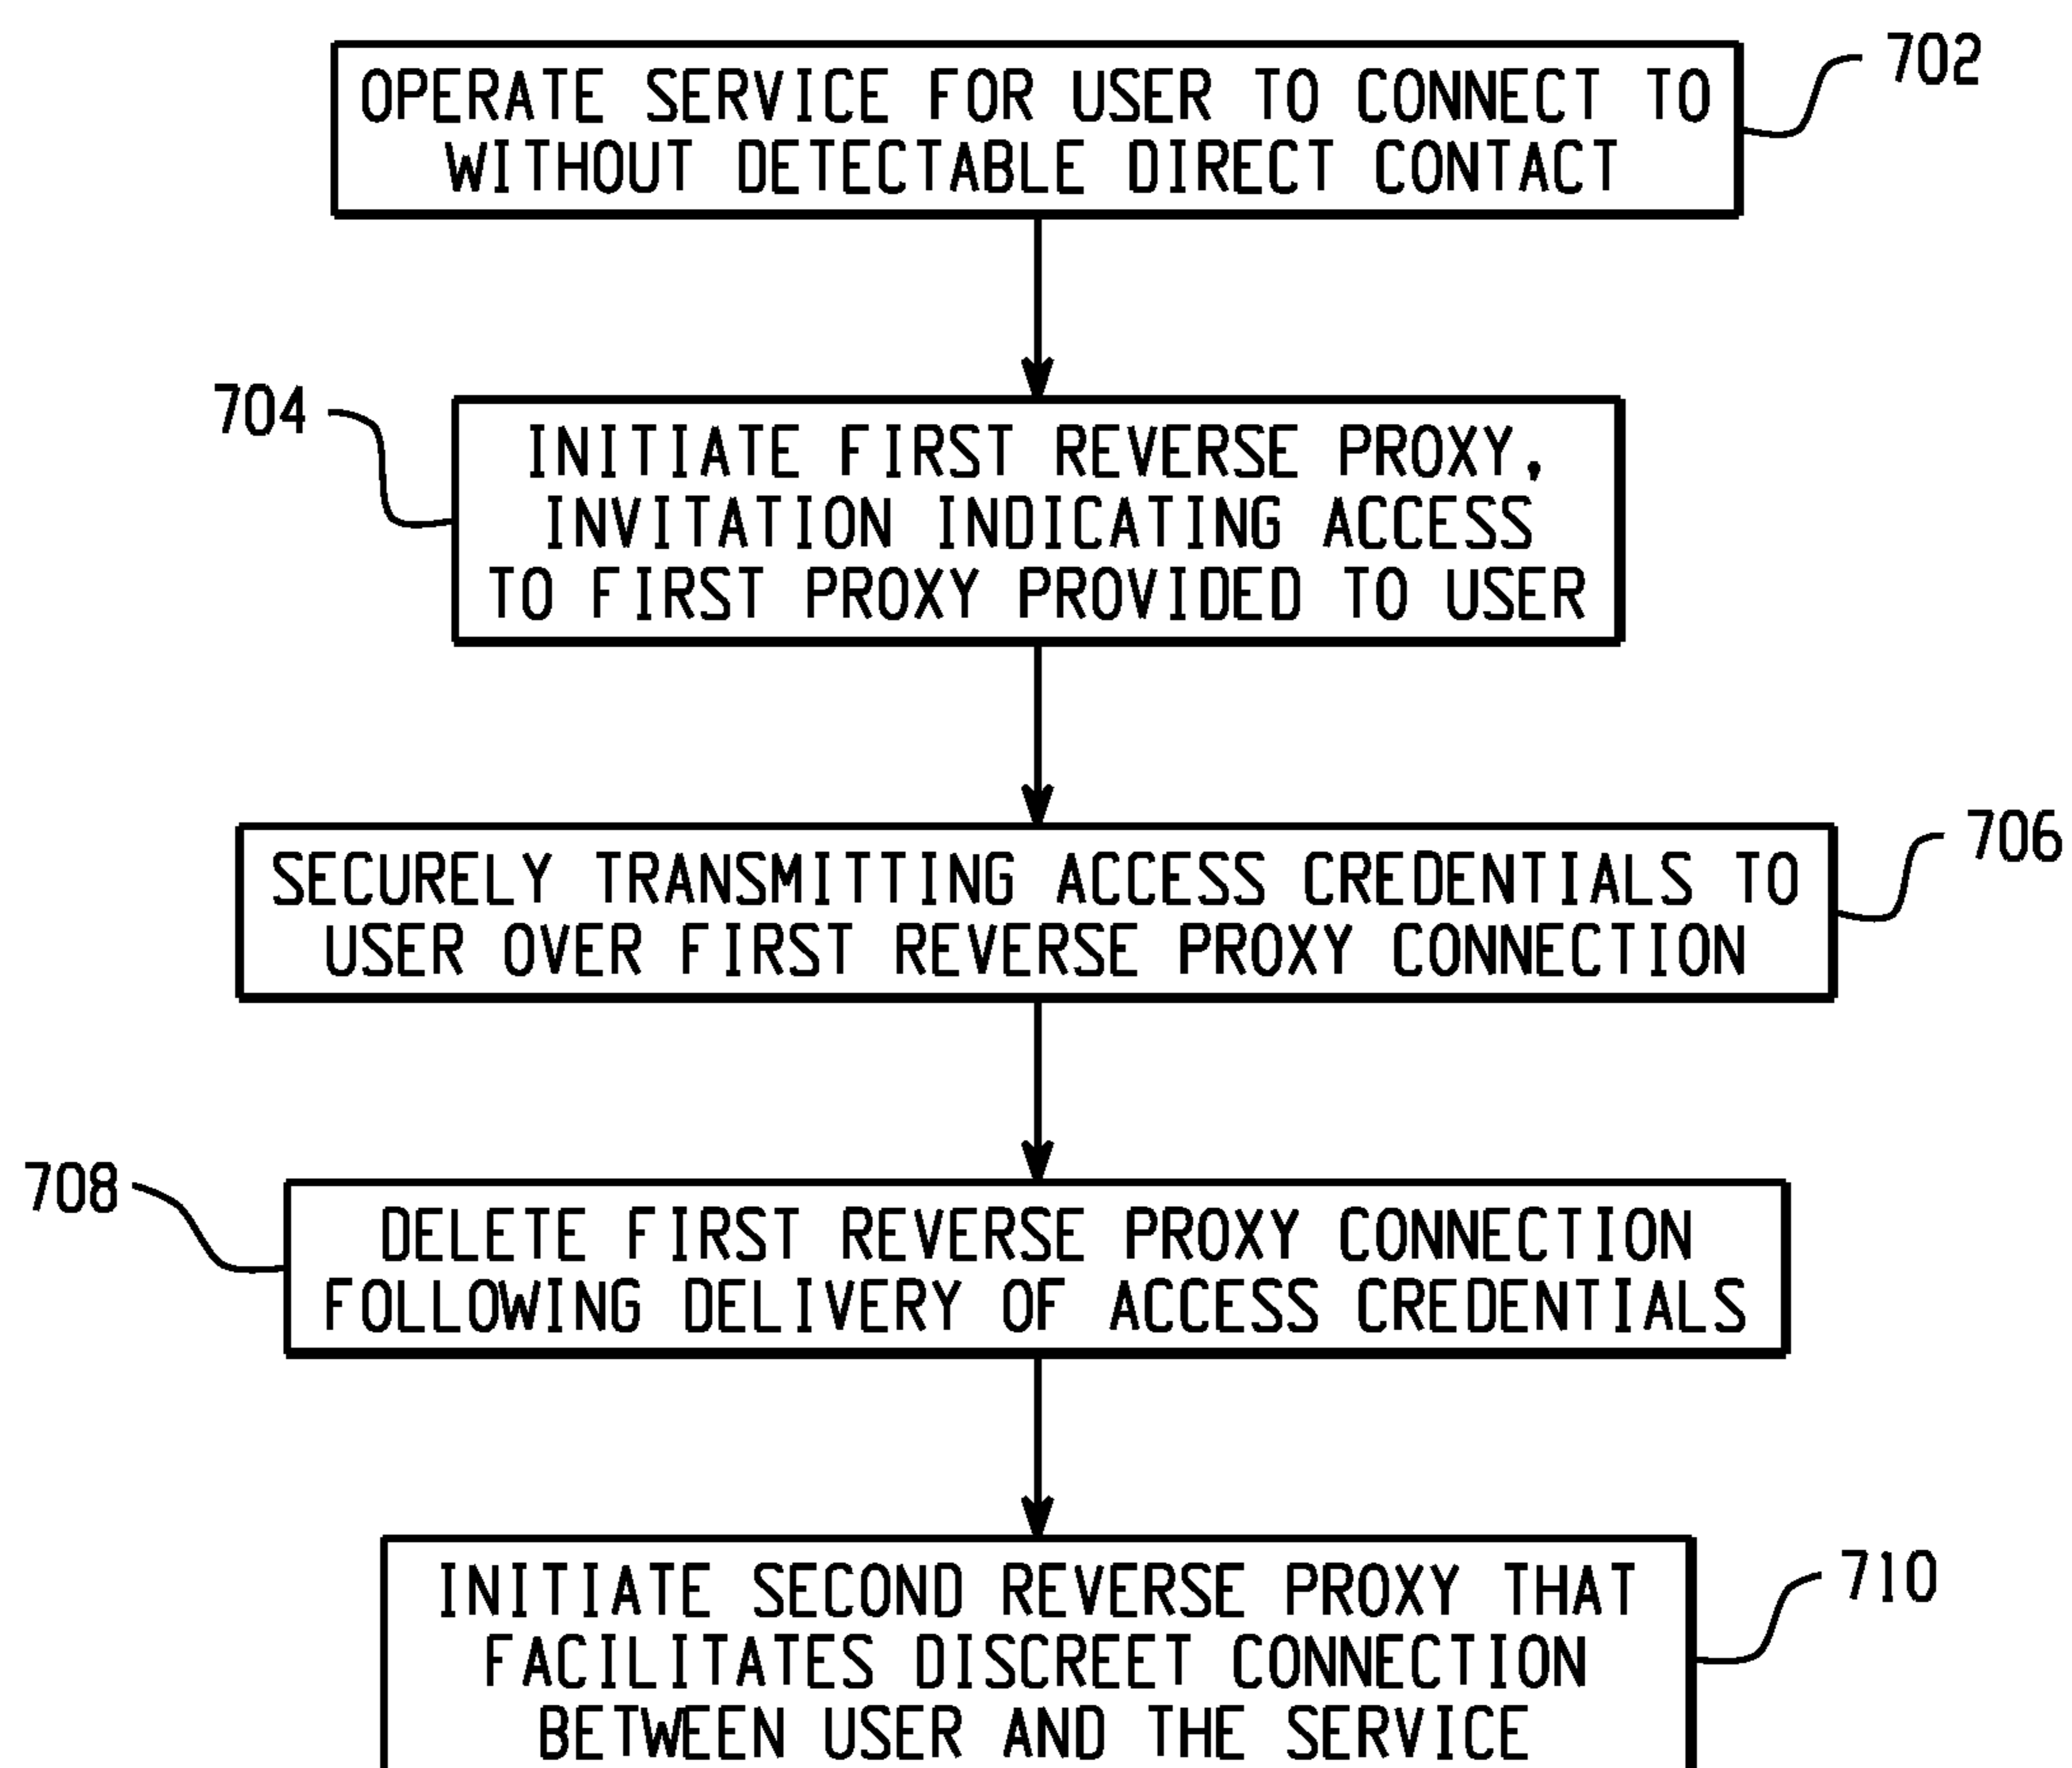 702
OPERATE SERVICE FOR USER TO CONNECT TO
WITHOUT DETECTABLE DIRECT CONTACT
704
INITIATE FIRST REVERSE PROXY,
INVITATION INDICATING ACCESS
TO FIRST PROXY PROVIDED TO USER
706
SECURELY TRANSMITTING ACCESS CREDENTIALS TO
USER OVER FIRST REVERSE PROXY CONNECTION
708
DELETE FIRST REVERSE PROXY CONNECTION
FOLLOWING DELIVERY OF ACCESS CREDENTIALS
710
INITIATE SECOND REVERSE PROXY THAT
FACILITATES DISCREET CONNECTION
BETWEEN USER AND THE SERVICE